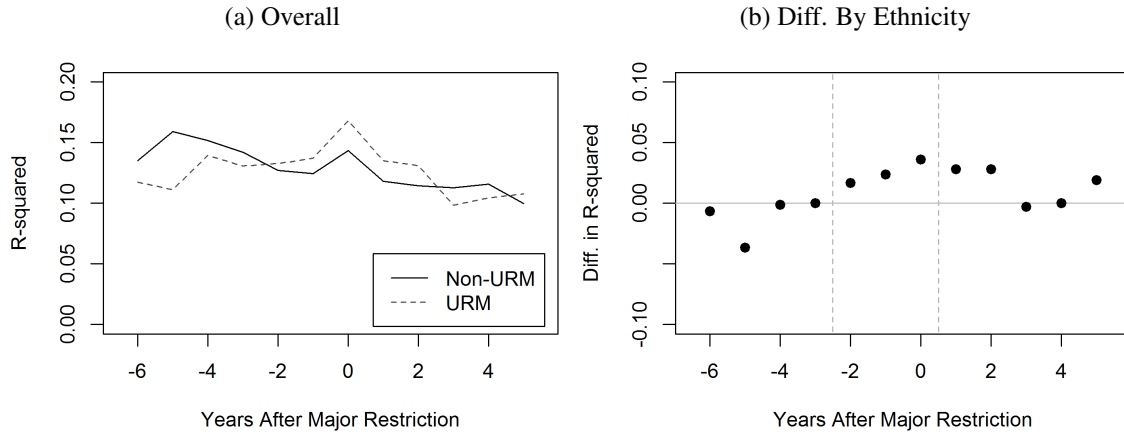 (a) Overall
R-squared
0.20
0.15
0.10
0.05
0.00
Non-URM
URM
-6 -4 -2 0 2 4
Years After Major Restriction
(b) Diff. By Ethnicity
Diff. in R-squared
0.10
0.05
0.00
-0.10
-6 -4 -2 0 2 4
Years After Major Restriction